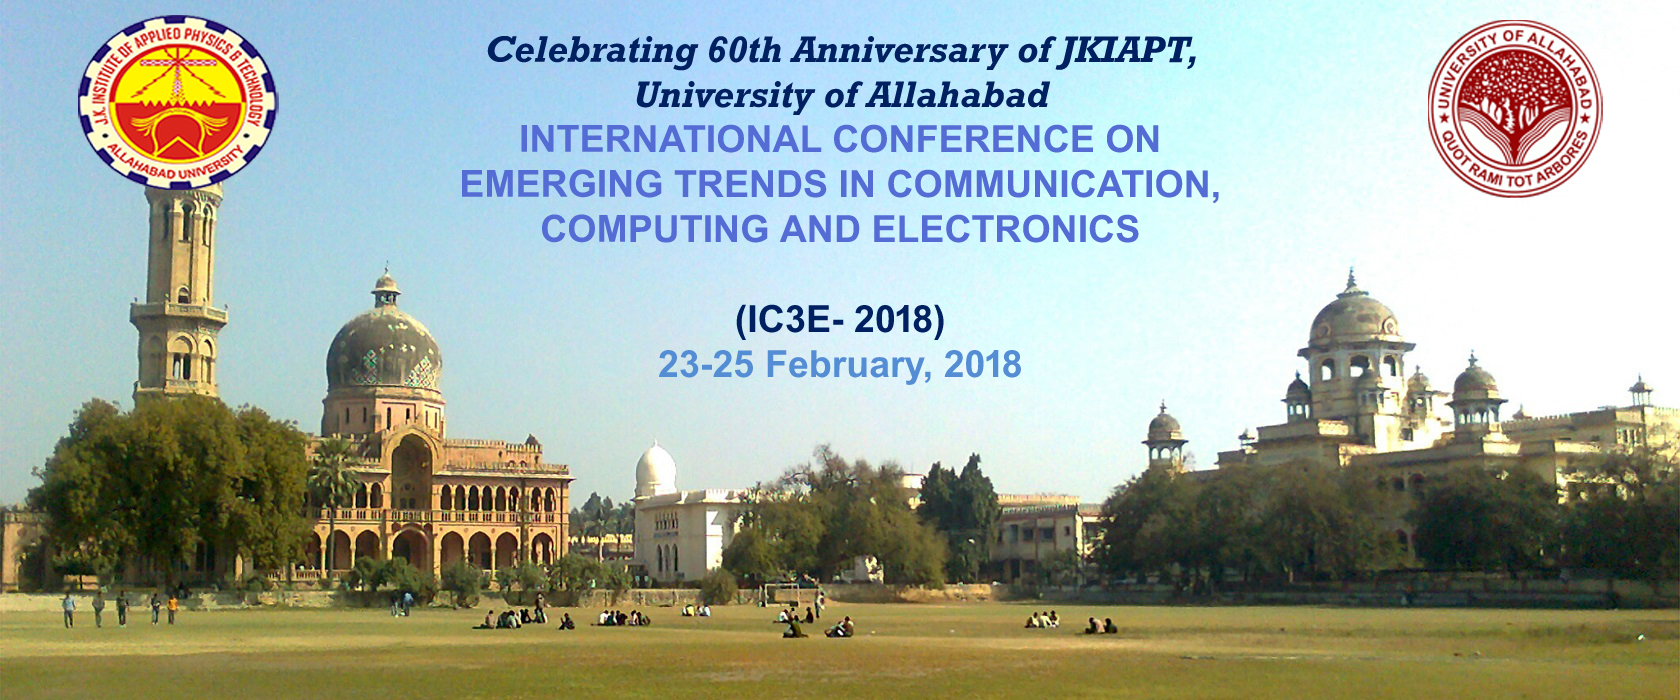 Celebrating 60th Anniversary of JKIAPT,
University of Allahabad
INTERNATIONAL CONFERENCE ON
EMERGING TRENDS IN COMMUNICATION,
COMPUTING AND ELECTRONICS
(IC3E- 2018)
23-25 February, 2018
J.K. INSTITUTE OF APPLIED PHYSICS & TECHNOLOGY
ALLAHABAD UNIVERSITY
UNIVERSITY OF ALLAHABAD
QUOT RAMI TOT ARBORES